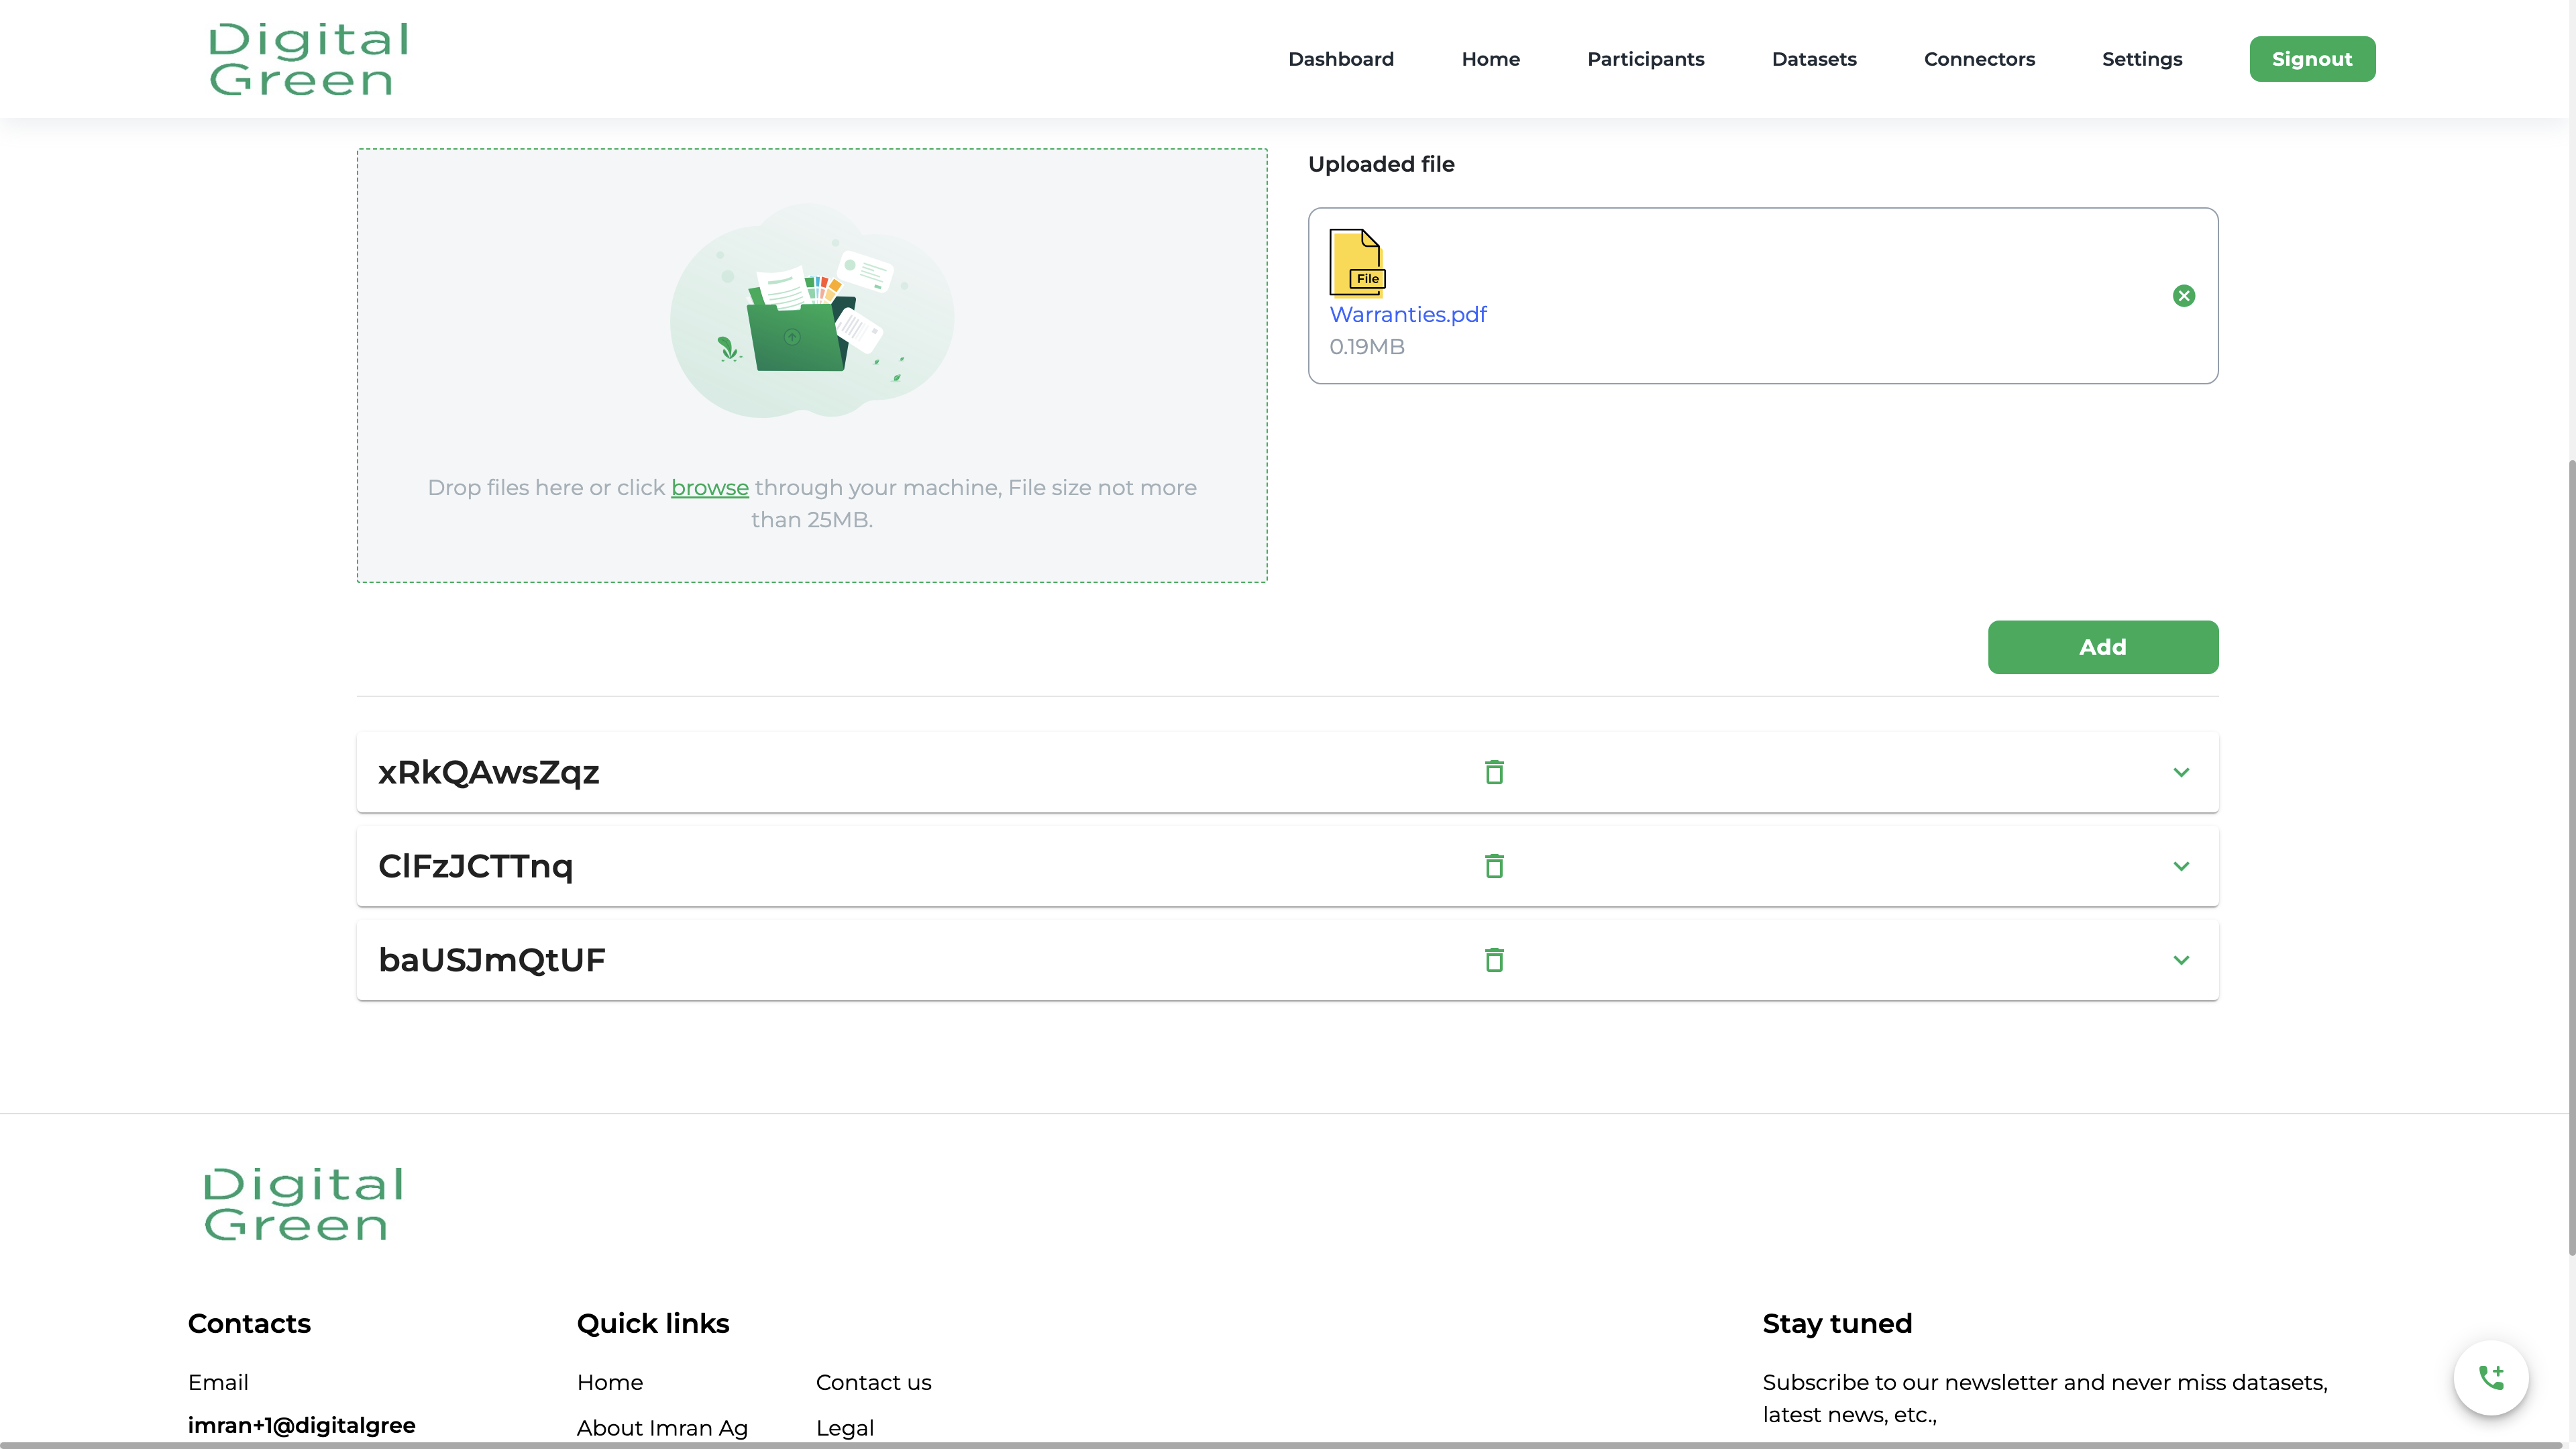 Digital
Green
Dashboard
Home
Participants
Datasets
Connectors
Settings
Signout
Drop files here or click browse through your machine, File size not more
than 25MB.
Uploaded file
File
Warranties.pdf
0.19MB
Add
xRkQAwsZqz
ClFzJCTTnq
baUSJmQtUF
Digital
Green
Contacts
Email
imran+1@digitalgree
Quick links
Home
About Imran Ag
Contact us
Legal
Stay tuned
Subscribe to our newsletter and never miss datasets,
latest news, etc.,